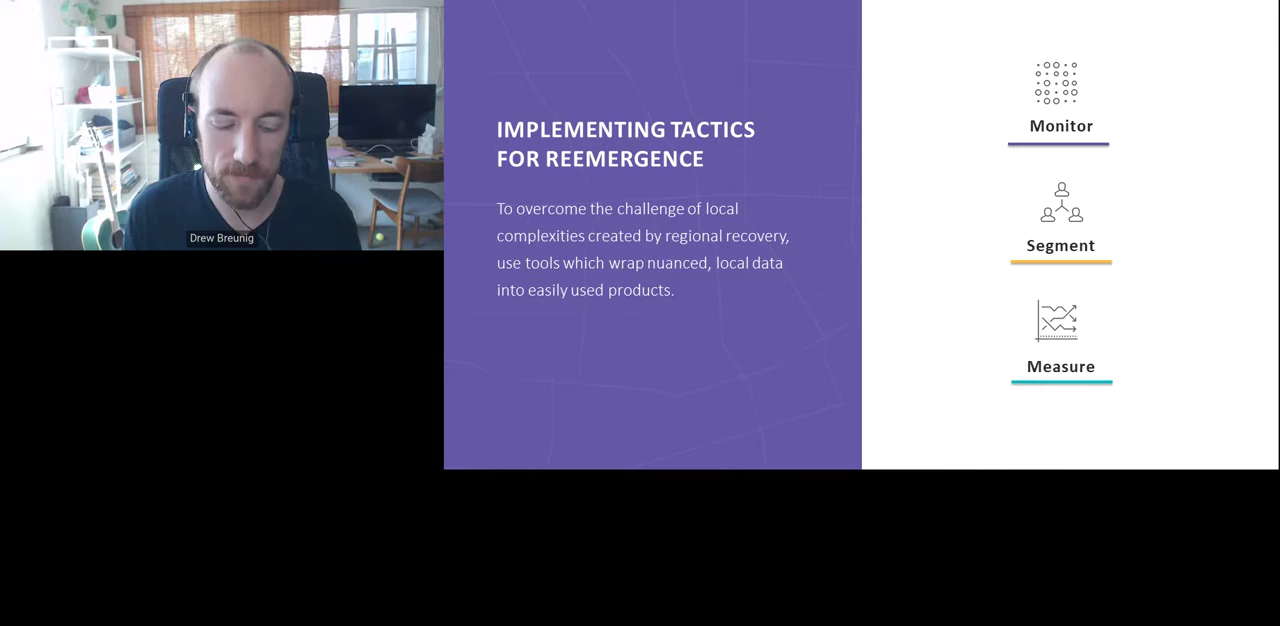 Drew Breunig
IMPLEMENTING TACTICS
FOR REEMERGENCE
To overcome the challenge of local
complexities created by regional recovery,
use tools which wrap nuanced, local data
into easily used products.
Monitor
Segment
Measure